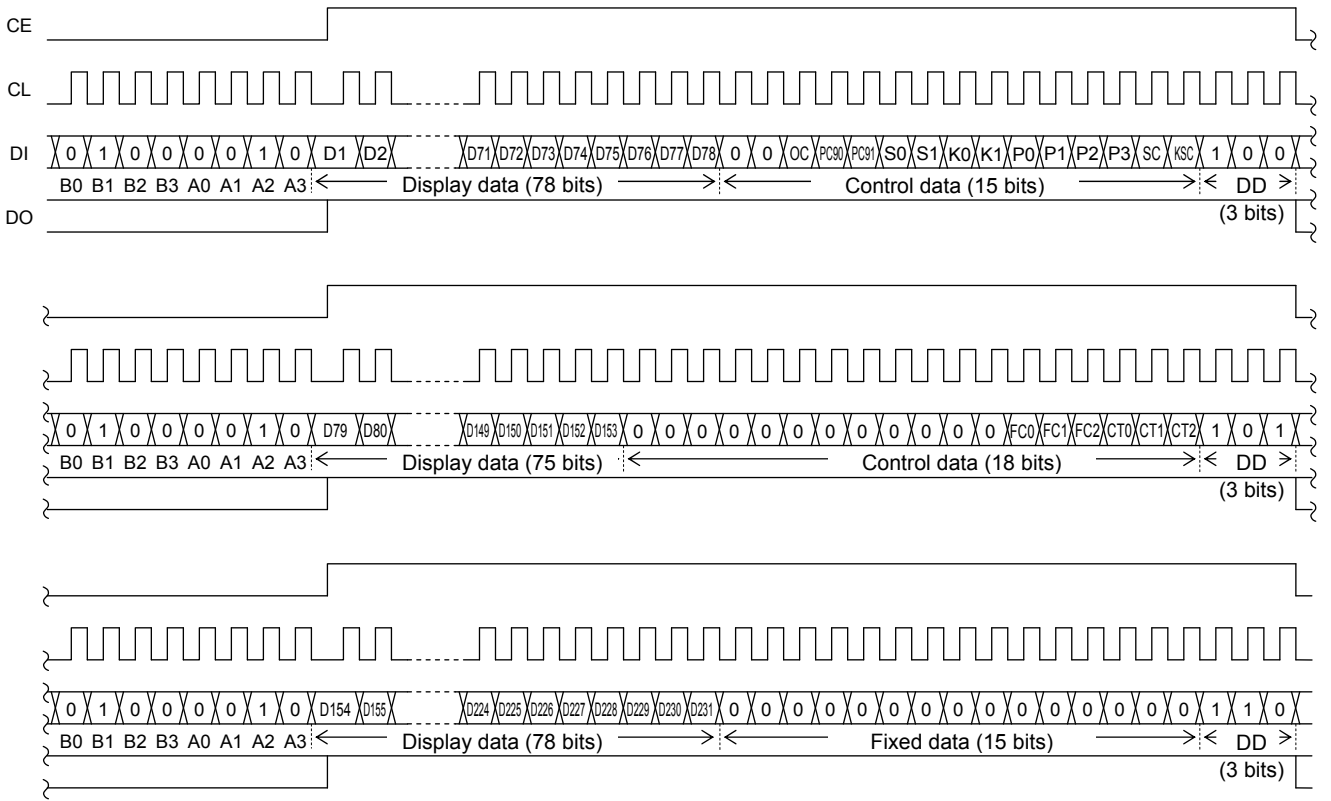 CE
CL
DI 0 1 0 0 0 0 1 0 D1 D2 D71 D72 D73 D74 D75 D76 D77 D78 0 0 OC PC90 PC91 S0 S1 K0 K1 P0 P1 P2 P3 SC KSC 1 0 0
B0 B1 B2 B3 A0 A1 A2 A3 Display data (78 bits) Control data (15 bits) DD
(3 bits)
DO
0 1 0 0 0 0 1 0 D79 D80 D149 D150 D151 D152 D153 0 0 0 0 0 0 0 0 0 0 0 0 FC0 FC1 FC2 CT0 CT1 CT2 1 0 1
B0 B1 B2 B3 A0 A1 A2 A3 Display data (75 bits) Control data (18 bits) DD
(3 bits)
0 1 0 0 0 0 1 0 D154 D155 D224 D225 D226 D227 D228 D229 D230 D231 0 0 0 0 0 0 0 0 0 0 0 0 0 0 0 1 1 0
B0 B1 B2 B3 A0 A1 A2 A3 Display data (78 bits) Fixed data (15 bits) DD
(3 bits)